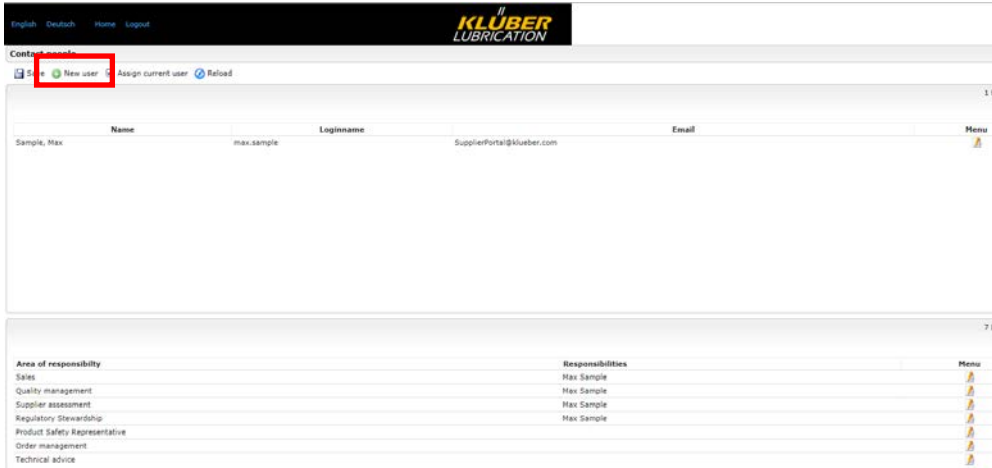 English Deutsch Home Logout
KLÜBER
LUBRICATION
Contact people
Save New user Assign current user Reload
1
Name Loginname Email Menu
Sample, Max max.sample SupplierPortal@klueber.com
7
Area of responsibilty Responsibilities Menu
Sales Max Sample
Quality management Max Sample
Supplier assessment Max Sample
Regulatory Stewardship Max Sample
Product Safety Representative
Order management
Technical advice